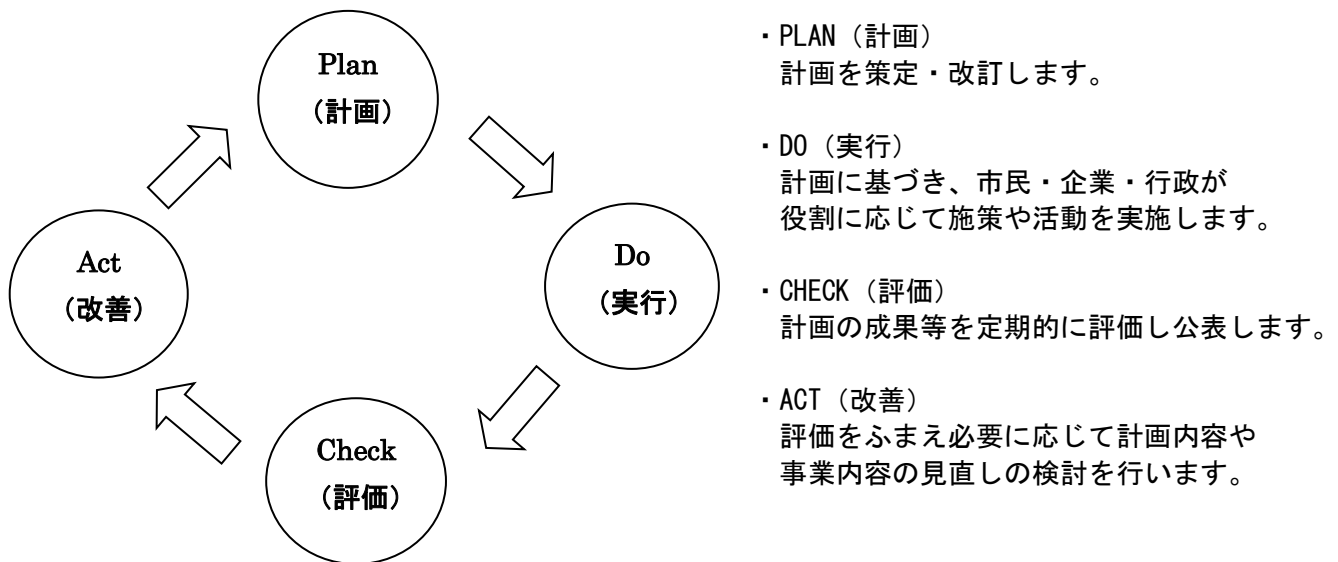 Plan
（計画）
Do
（実行）
Check
（評価）
Act
（改善）
・PLAN（計画）
計画を策定・改訂します。
・DO（実行）
計画に基づき、市民・企業・行政が
役割に応じて施策や活動を実施します。
・CHECK（評価）
計画の成果等を定期的に評価し公表します。
・ACT（改善）
評価をふまえ必要に応じて計画内容や
事業内容の見直しの検討を行います。